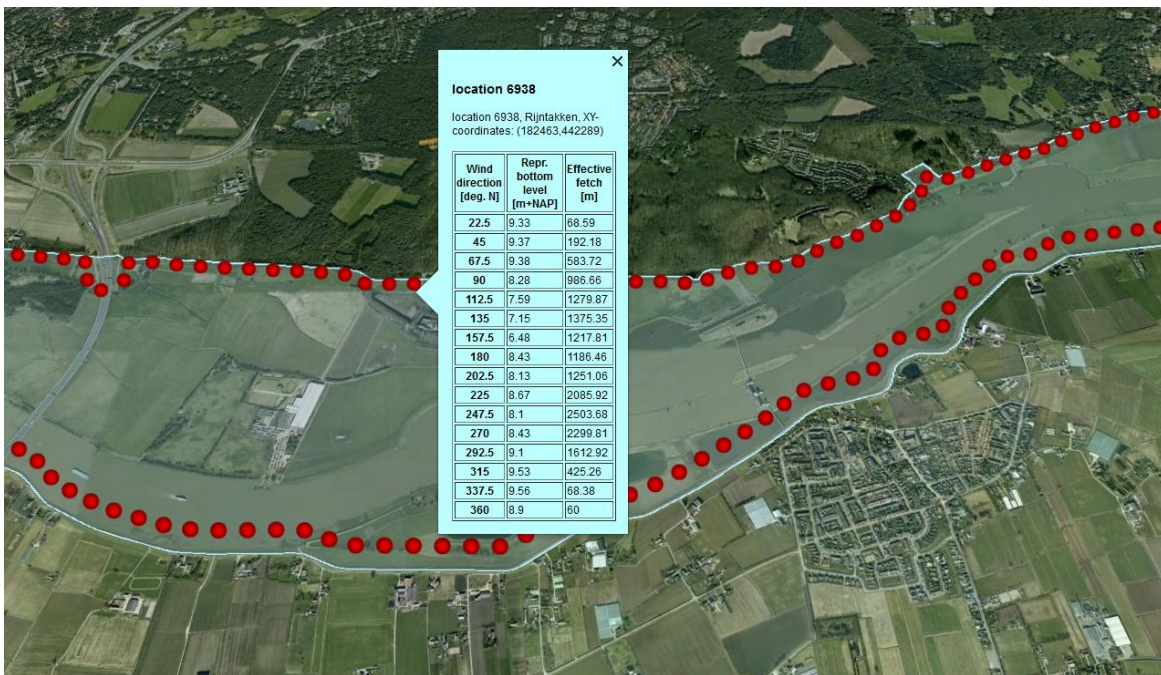 location 6938
location 6938, Rijntakken, XY-
coordinates: (182463,442289)
Wind direction [deg. N] Repr. bottom level [m+NAP] Effective fetch [m]
22.5 9.33 68.59
45 9.37 192.18
67.5 9.38 583.72
90 8.28 986.66
112.5 7.59 1279.87
135 7.15 1375.35
157.5 6.48 1217.81
180 8.43 1186.46
202.5 8.13 1251.06
225 8.67 2085.92
247.5 8.1 2503.68
270 8.43 2299.81
292.5 9.1 1612.92
315 9.53 425.26
337.5 9.56 68.38
360 8.9 60